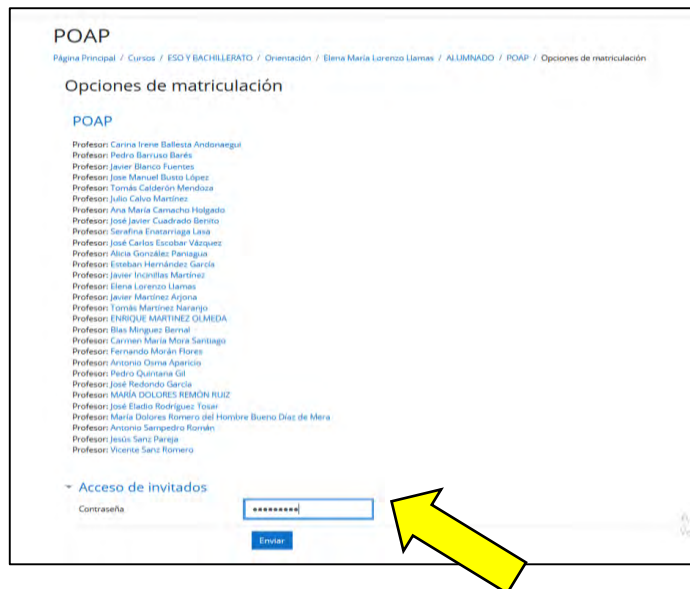 POAP
Página Principal / Cursos / ESO Y BACHILLERATO / Orientación / Elena María Lorenzo Llamas / ALUMNADO / POAP / Opciones de matriculación
Opciones de matriculación
POAP
Profesor: Carina Irene Ballesta Andonaegui
Profesor: Pedro Barruso Barés
Profesor: Javier Blanco Fuentes
Profesor: Jose Manuel Busto López
Profesor: Tomás Calderón Mendoza
Profesor: Julio Calvo Martínez
Profesor: Ana María Camacho Holgado
Profesor: José Javier Cuadrado Benito
Profesor: Serafina Enatarriaga Lasa
Profesor: José Carlos Escobar Vázquez
Profesor: Alicia González Paniagua
Profesor: Esteban Hernández García
Profesor: Javier Incinillas Martínez
Profesor: Elena Lorenzo Llamas
Profesor: Javier Martínez Arjona
Profesor: Tomás Martínez Naranjo
Profesor: ENRIQUE MARTINEZ OLMEDA
Profesor: Blas Minguez Bernal
Profesor: Carmen María Mora Santiago
Profesor: Fernando Morán Flores
Profesor: Antonio Osma Aparicio
Profesor: Pedro Quintana Gil
Profesor: José Redondo García
Profesor: MARÍA DOLORES REMÓN RUIZ
Profesor: José Eladio Rodríguez Tosar
Profesor: María Dolores Romero del Hombre Bueno Díaz de Mera
Profesor: Antonio Sampedro Román
Profesor: Jesús Sanz Pareja
Profesor: Vicente Sanz Romero
Acceso de invitados
Contraseña
Enviar